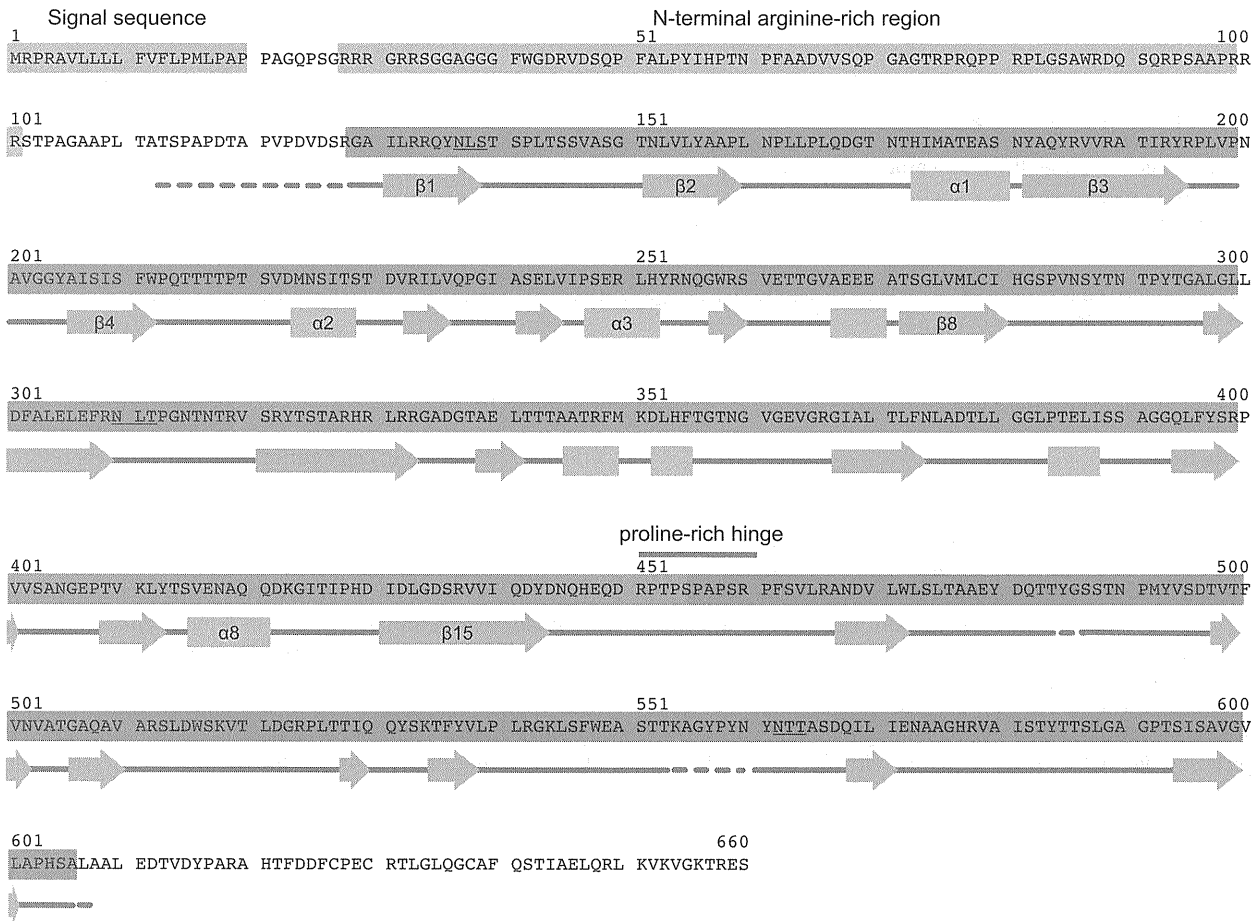 Signal sequence N-terminal arginine-rich region
1 51 100
MRPRAVLLLL FVFLPMLPAP PAGQPSGRRR GRRSGGAGGG FWGDRVDSQP FALPYIHPTN PFAADVVSQP GAGTRPRQPP RPLGSAWRDQ SQRPSAAPRR
101 151 200
RSTPAGAAPL TATSPAPDTA PVPDVDSRGA ILRRQYNLST SPLTSSVASG TNLVLYAAPL NPLLPLQDGT NTHIMATEAS NYAQYRVVRA TIRYRPLVPN
β1 β2 α1 β3
201 251 300
AVGGYAISIS FWPQTTTTPT SVDMNSITST DVRILVQPGI ASELVIPSER LHYRNQGWRS VETTGVAEEE ATSGLVMLCI HGSPVNSYTN TPYTGALGLL
β4 α2 α3 β8
301 351 400
DFALELEFRN LTPGNTNTRV SRYTSTARHR LRRGADGTAE LTTTAATRFM KDLHFTGTNG VGEVGRGIAL TLFNLADTLL GGLPTELISS AGGQLFYSRP
proline-rich hinge
401 451 500
VVSANGEPTV KLYTSVENAQ QDKGITIPHD IDLGDSRVVI QDYDNQHEQD RPTPSPAPSR PFSVLRANDV LWLSLTAAEY DQTTYGSSTN PMYVSDTVTF
α8 β15
501 551 600
VNVATGAQAV ARSLDWSKVT LDGRPLTTIQ QYSKTFYVLP LRGKLSFWEA STTKAGYPYN YNTTASDQIL IENAAGHRVA ISTYTTSLGA GPTSISAVGV
601 660
LAPHSALAAL EDTVDYPARA HTFDDFCPEC RTLGLQGCAF QSTIAELQRL KVKVGKTRES